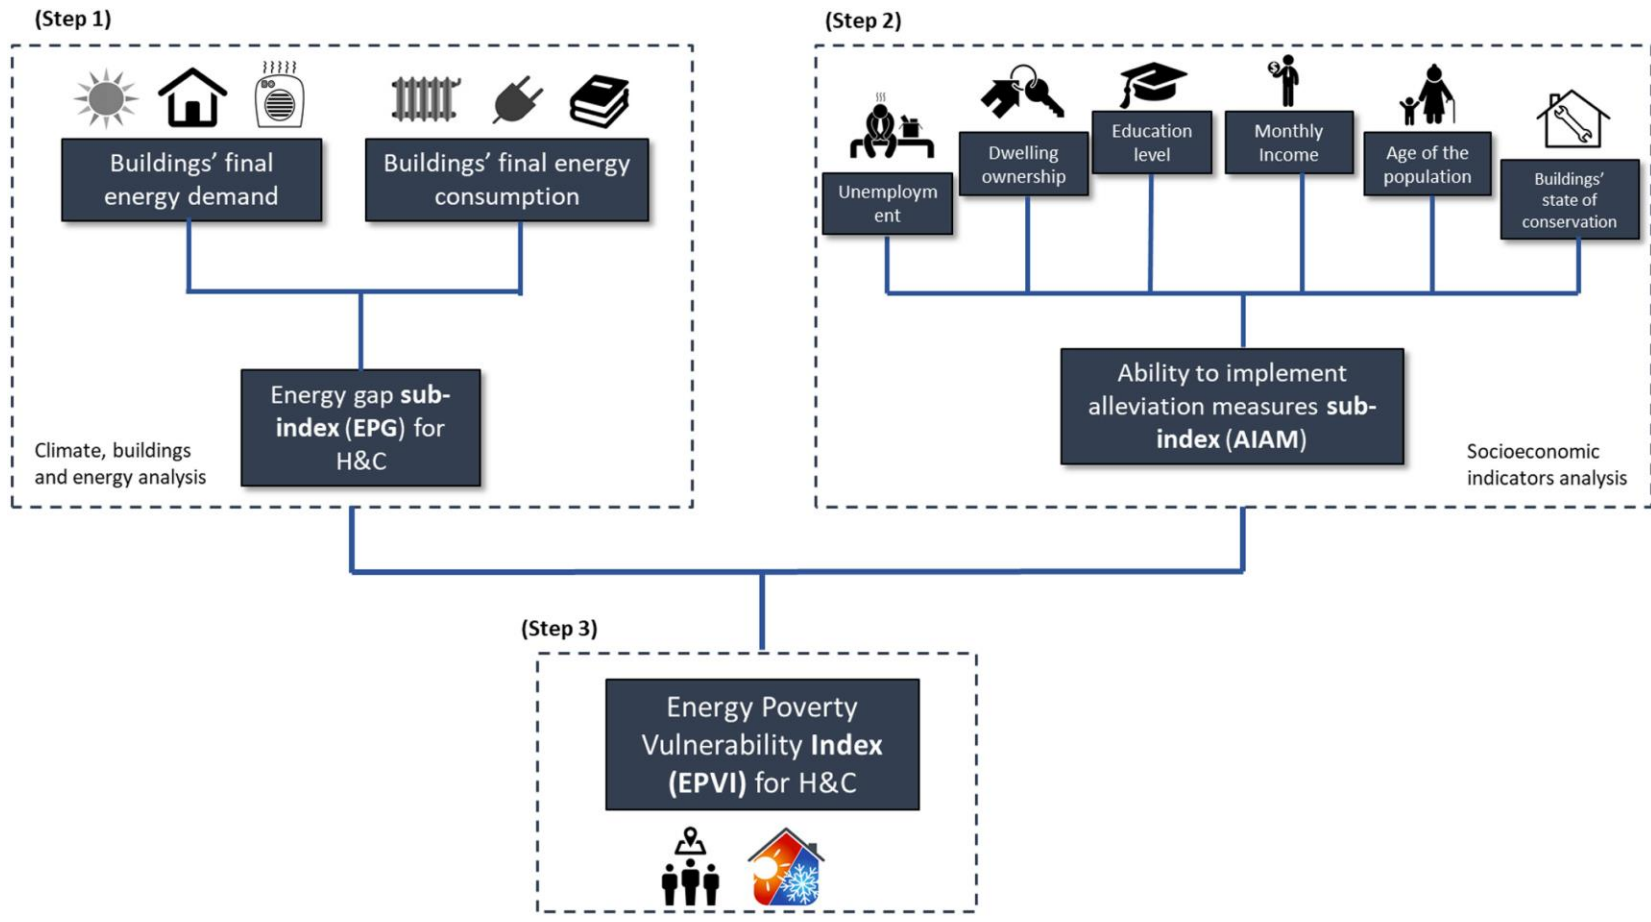 (Step 1)
Buildings’ final
energy demand
Buildings’ final energy
consumption
Energy gap sub-
index (EPG) for
H&C
Climate, buildings
and energy analysis
(Step 2)
Unemploym
ent
Dwelling
ownership
Education
level
Monthly
Income
Age of the
population
Buildings’
state of
conservation
Ability to implement
alleviation measures sub-
index (AIAM)
Socioeconomic
indicators analysis
(Step 3)
Energy Poverty
Vulnerability Index
(EPVI) for H&C